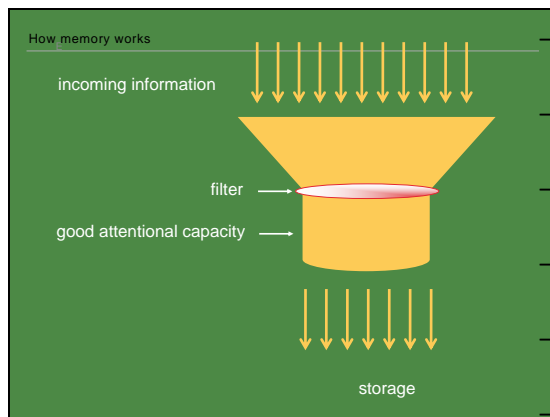 How memory works
incoming information
filter
good attentional capacity
storage